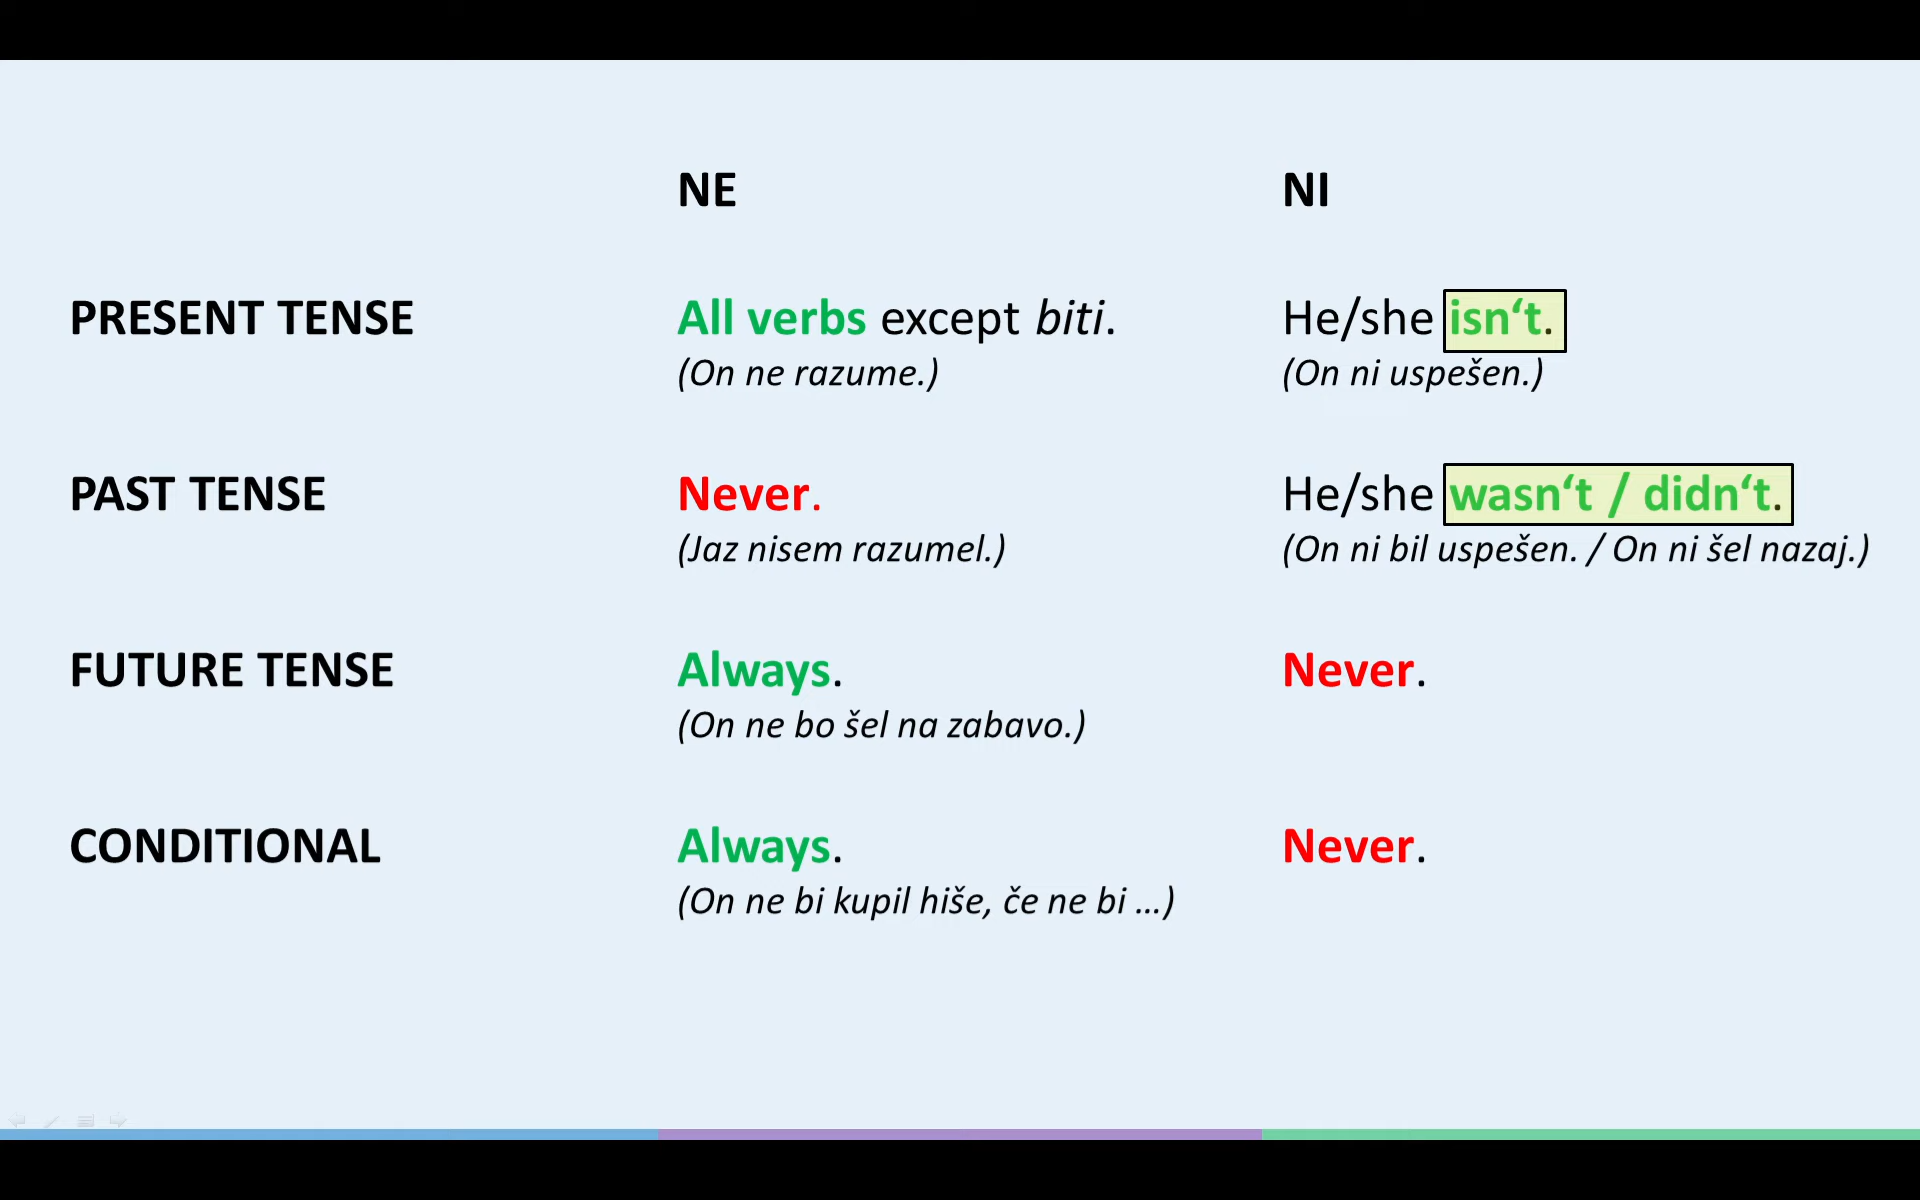 NE NI
PRESENT TENSE All verbs except biti. He/she isn‘t.
(On ne razume.) (On ni uspešen.)
PAST TENSE Never. He/she wasn‘t / didn‘t.
(Jaz nisem razumel.) (On ni bil uspešen. / On ni šel nazaj.)
FUTURE TENSE Always. Never.
(On ne bo šel na zabavo.)
CONDITIONAL Always. Never.
(On ne bi kupil hiše, če ne bi …)